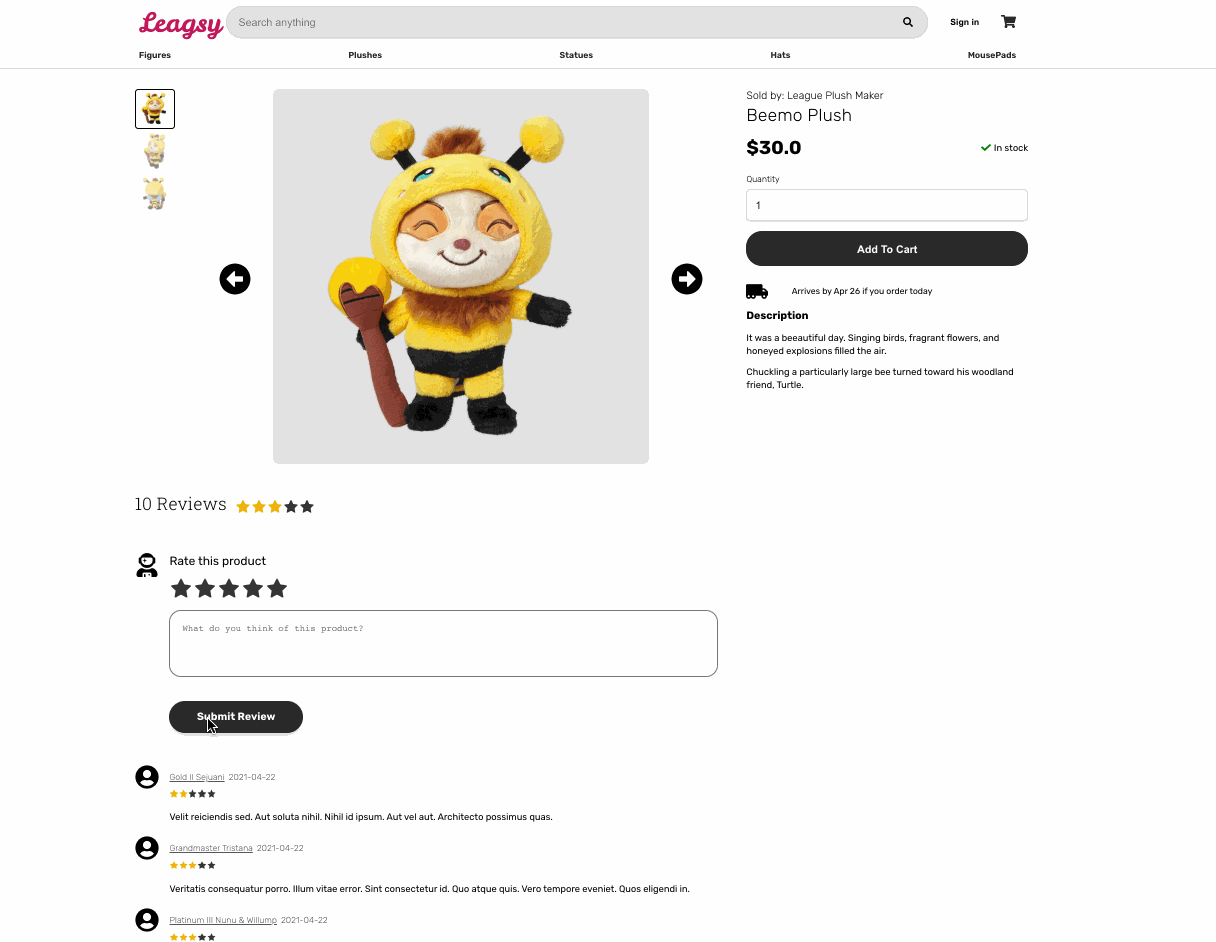 Leagsy
Search anything
Sign in
Figures
Plushes
Statues
Hats
MousePads
Sold by: League Plush Maker
Beemo Plush
$30.0
In stock
Quantity
1
Add To Cart
Arrives by Apr 26 if you order today
Description
It was a beeautiful day. Singing birds, fragrant flowers, and
honeyed explosions filled the air.
Chuckling a particularly large bee turned toward his woodland
friend, Turtle.
10 Reviews
Rate this product
What do you think of this product?
Submit Review
Gold II Sejuani 2021-04-22
Velit reiciendis sed. Aut soluta nihil. Nihil id ipsum. Aut vel aut. Architecto possimus quas.
Grandmaster Tristana 2021-04-22
Veritatis consequatur porro. Illum vitae error. Sint consectetur id. Quo atque quis. Vero tempore eveniet. Quos eligendi in.
Platinum III Nunu & Willump 2021-04-22